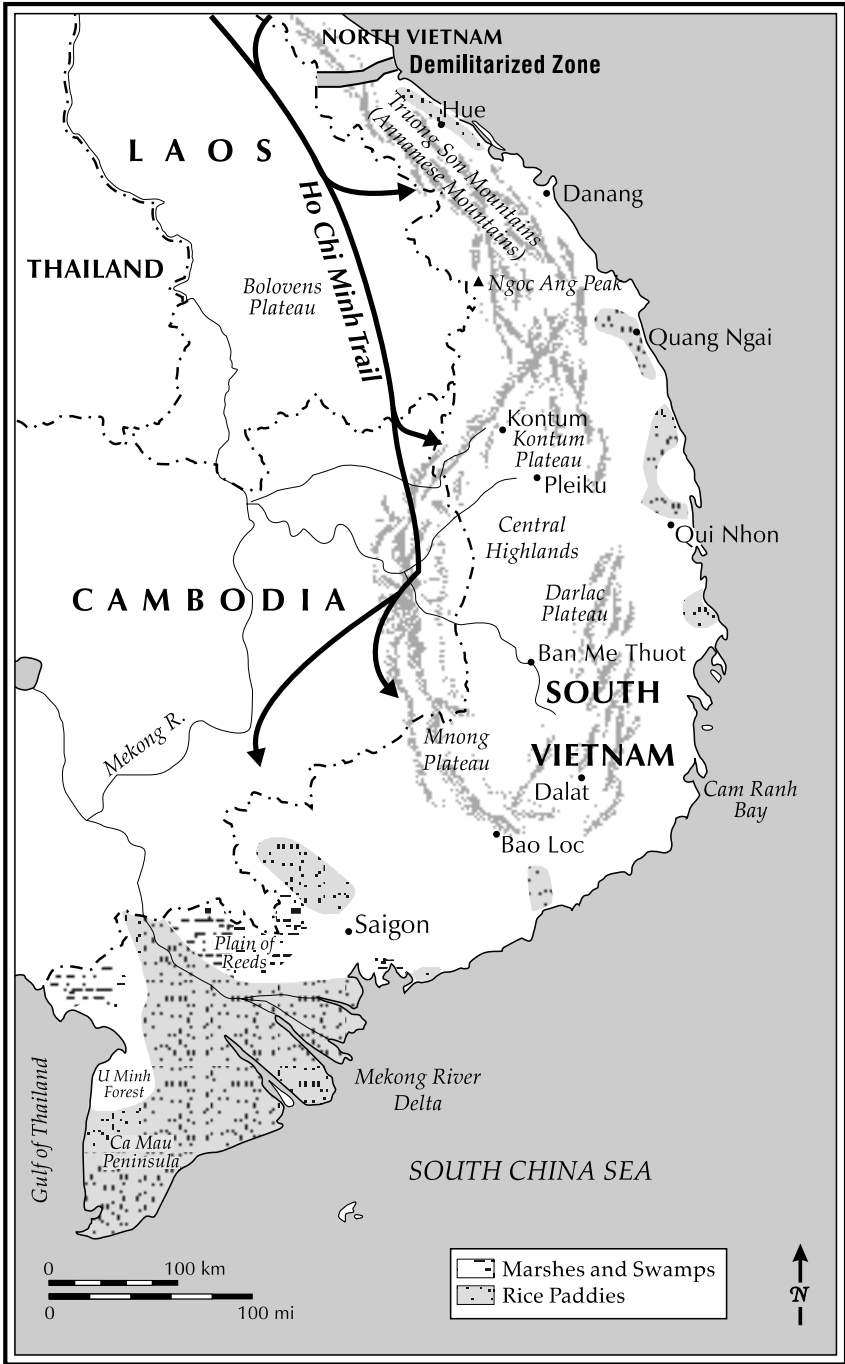 NORTH VIETNAM
Demilitarized Zone
Hue
Truong Son Mountains
(Annamese Mountains)
LAOS
Danang
Ho Chi Minh Trail
THAILAND
Bolovens
Plateau
Ngoc Ang Peak
Quang Ngai
Kontum
Kontum
Plateau
Pleiku
Central
Highlands
Qui Nhon
CAMBODIA
Darlac
Plateau
Ban Me Thuot
SOUTH
VIETNAM
Mekong R.
Mnong
Plateau
Dalat
Cam Ranh
Bay
Bao Loc
Saigon
Plain of
Reeds
U Minh
Forest
Mekong River
Delta
Gulf of Thailand
Ca Mau
Peninsula
SOUTH CHINA SEA
0 100 km
0 100 mi
Marshes and Swamps
Rice Paddies
N